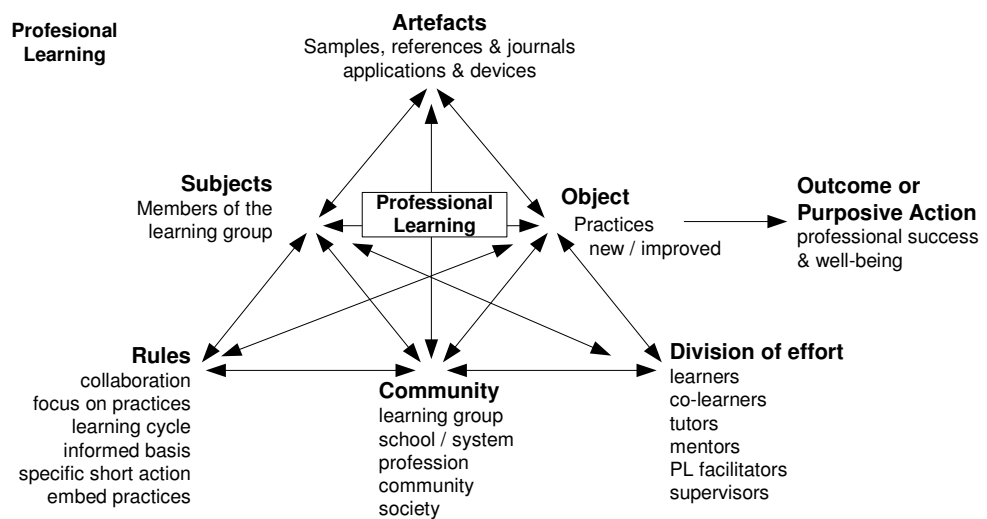 Profesional
Learning
Artefacts
Samples, references & journals
applications & devices
Subjects
Members of the
learning group
Professional
Learning
Object
Practices
new / improved
Outcome or
Purposive Action
professional success
& well-being
Rules
collaboration
focus on practices
learning cycle
informed basis
specific short action
embed practices
Community
learning group
school / system
profession
community
society
Division of effort
learners
co-learners
tutors
mentors
PL facilitators
supervisors